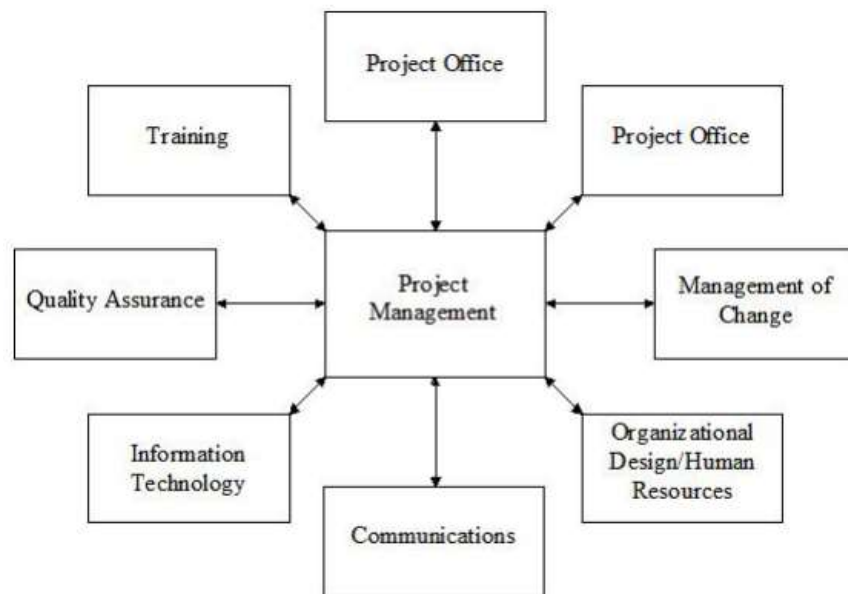 Project Office
Training
Project Office
Quality Assurance
Project
Management
Management of
Change
Information
Technology
Organizational
Design/Human
Resources
Communications